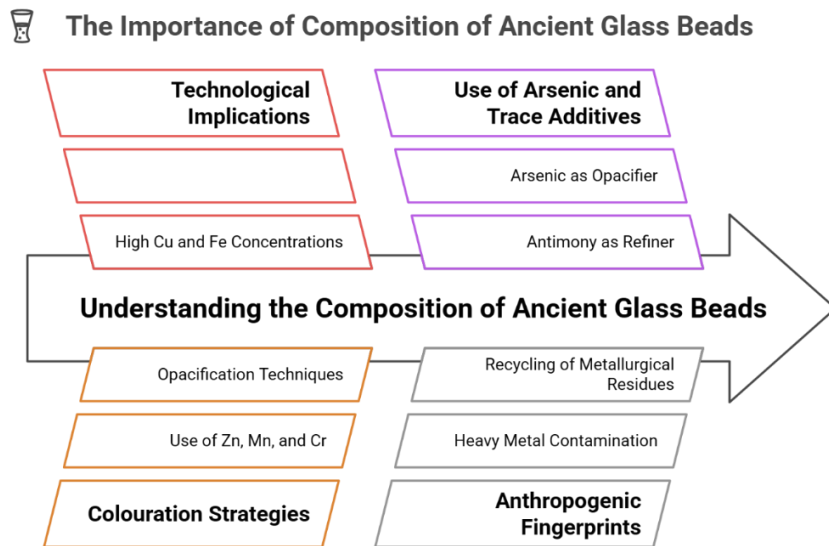 The Importance of Composition of Ancient Glass Beads
Technological
Implications
High Cu and Fe Concentrations
Use of Arsenic and
Trace Additives
Arsenic as Opacifier
Antimony as Refiner
Understanding the Composition of Ancient Glass Beads
Opacification Techniques
Use of Zn, Mn, and Cr
Colouration Strategies
Recycling of Metallurgical
Residues
Heavy Metal Contamination
Anthropogenic
Fingerprints